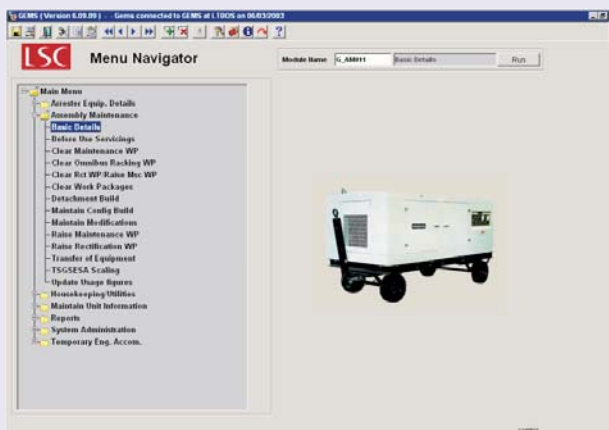 GEMS ( Version 6.09.09 ) - - Gems connected to GEMS at LTDOS on 06/03/2003
LSC
Menu Navigator
Module Name G_AM011 Basic Details Run
Main Menu
Arrester Equip. Details
Assembly Maintenance
Basic Details
Before Use Servicings
Clear Maintenance WP
Clear Omnibus Racking WP
Clear Rct WP/Raise Msc WP
Clear Work Packages
Detachment Build
Maintain Config Build
Maintain Modifications
Raise Maintenance WP
Raise Rectification WP
Transfer of Equipment
TSGSESA Scaling
Update Usage figures
Housekeeping/Utilities
Maintain Unit Information
Reports
System Administration
Temporary Eng. Accom.